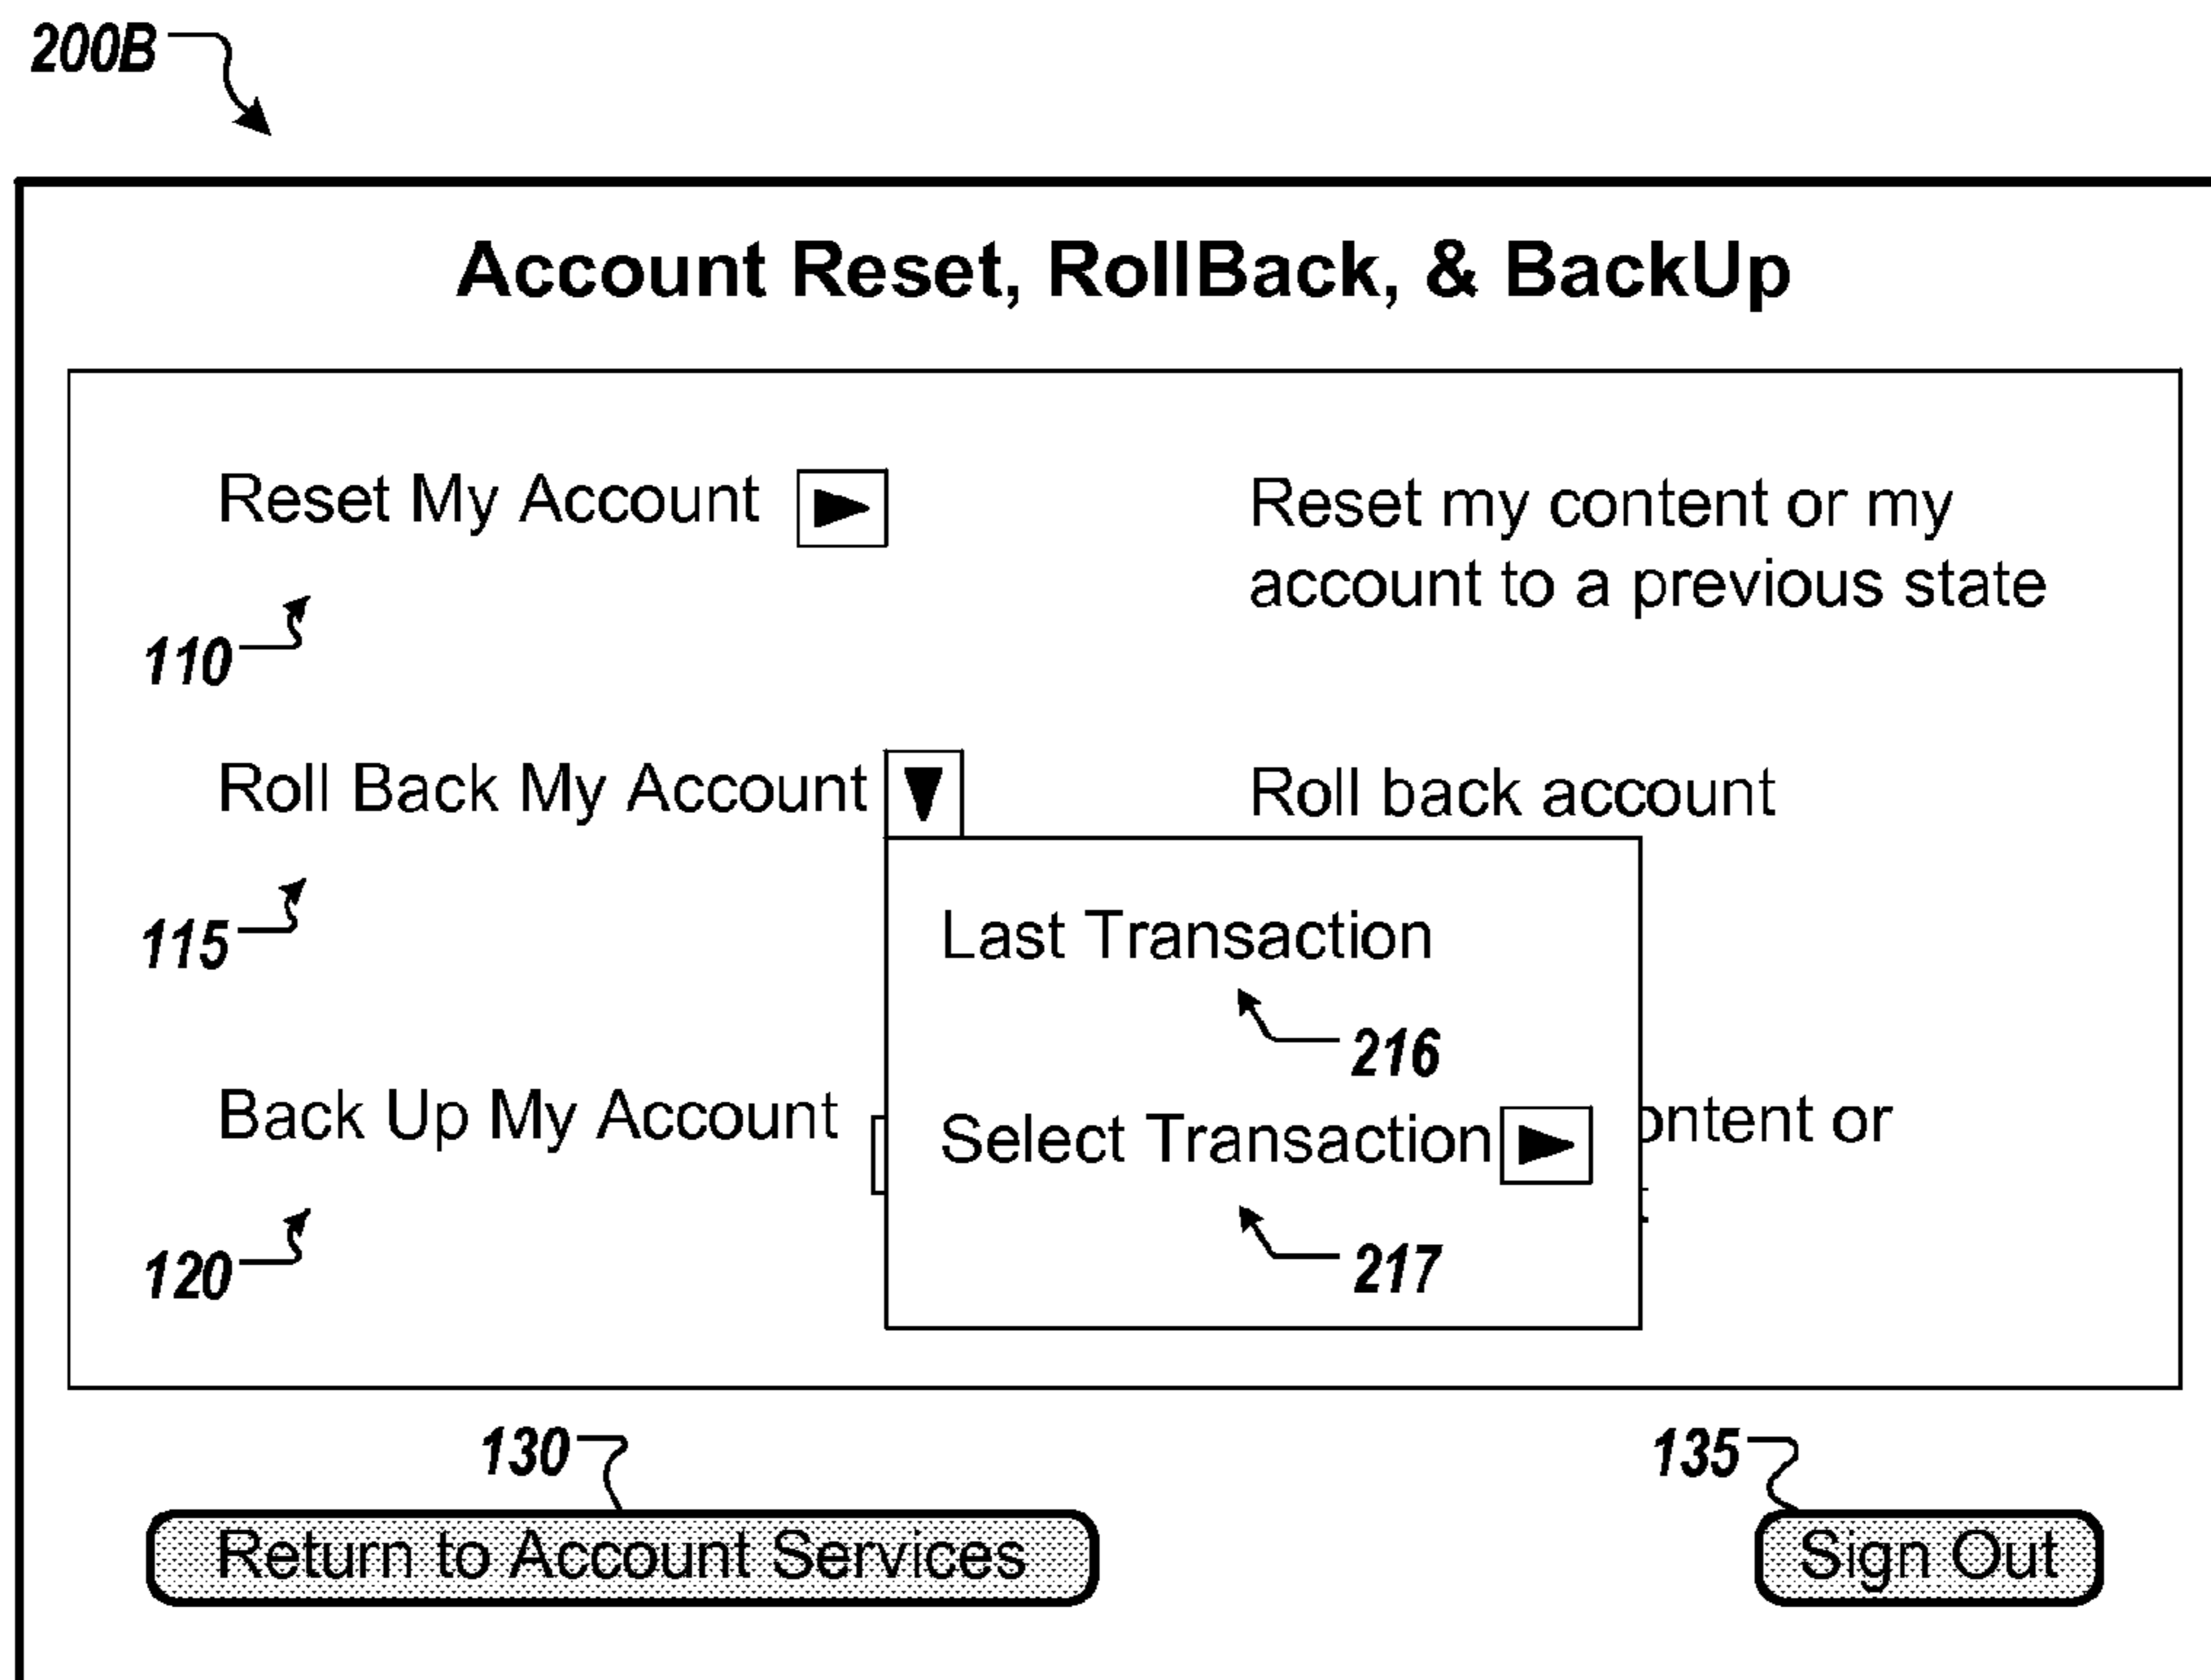 200B
Account Reset, RollBack, & BackUp
Reset My Account
Reset my content or my
account to a previous state
110
Roll Back My Account
Roll back account
115
Last Transaction
216
Back Up My Account
Select Transaction
or
120
217
130
135
Return to Account Services
Sign Out